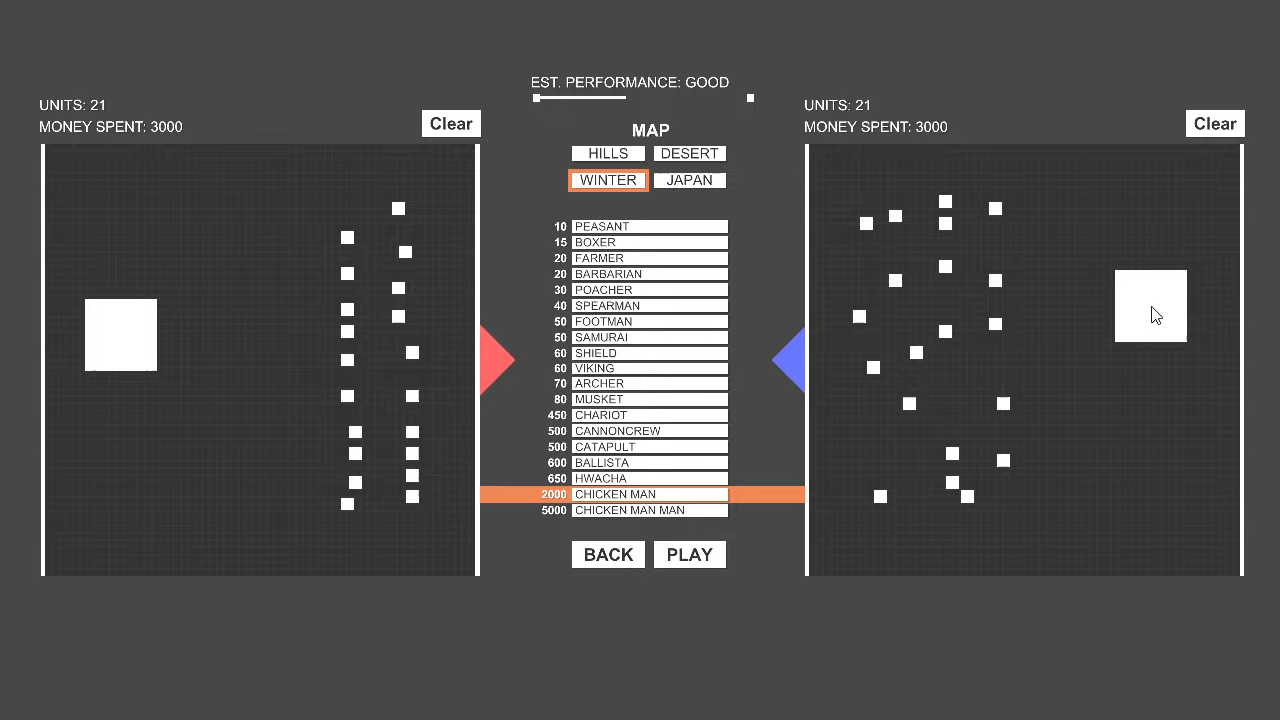 EST. PERFORMANCE: GOOD
UNITS: 21
MONEY SPENT: 3000
Clear
MAP
HILLS DESERT
WINTER JAPAN
10 PEASANT
15 BOXER
20 FARMER
20 BARBARIAN
30 POACHER
40 SPEARMAN
50 FOOTMAN
50 SAMURAI
60 SHIELD
60 VIKING
70 ARCHER
80 MUSKET
450 CHARIOT
500 CANNONCREW
500 CATAPULT
600 BALLISTA
650 HWACHA
2000 CHICKEN MAN
5000 CHICKEN MAN MAN
BACK PLAY
UNITS: 21
MONEY SPENT: 3000
Clear